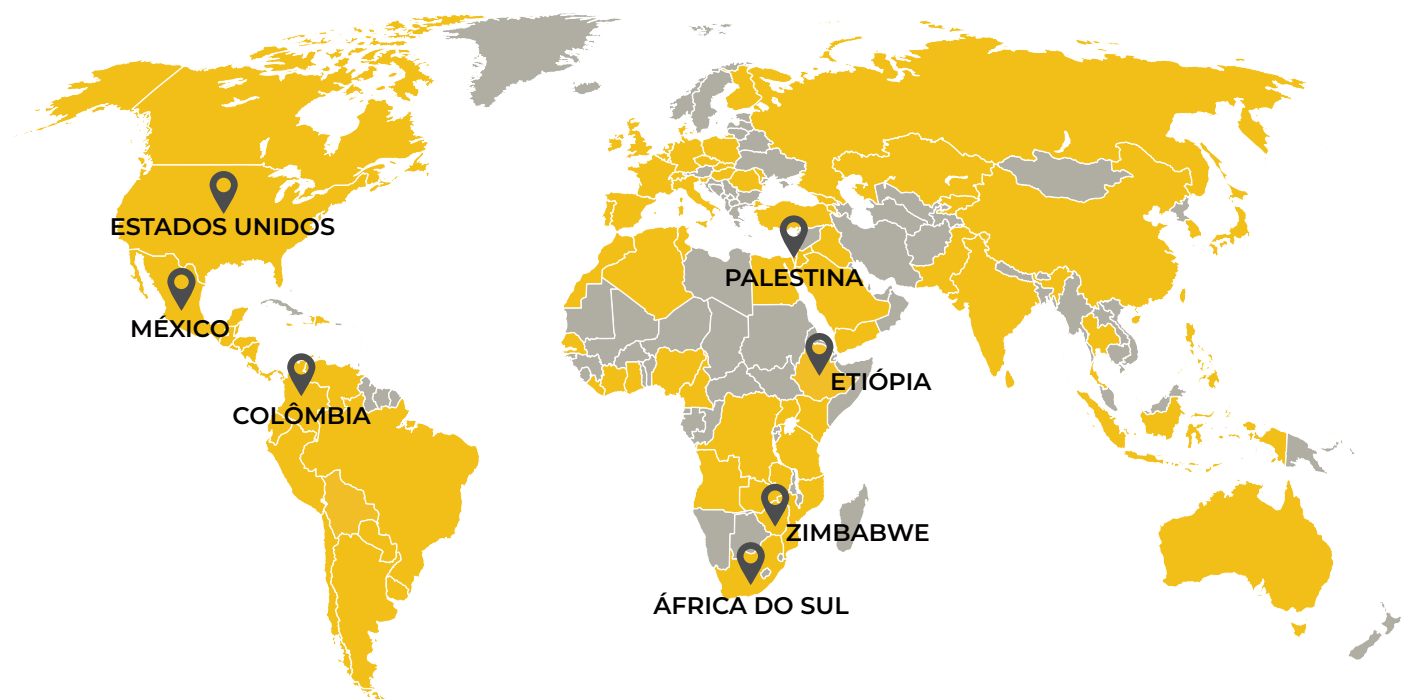 ESTADOS UNIDOS
PALESTINA
MÉXICO
ETIÓPIA
COLÔMBIA
ZIMBABWE
ÁFRICA DO SUL